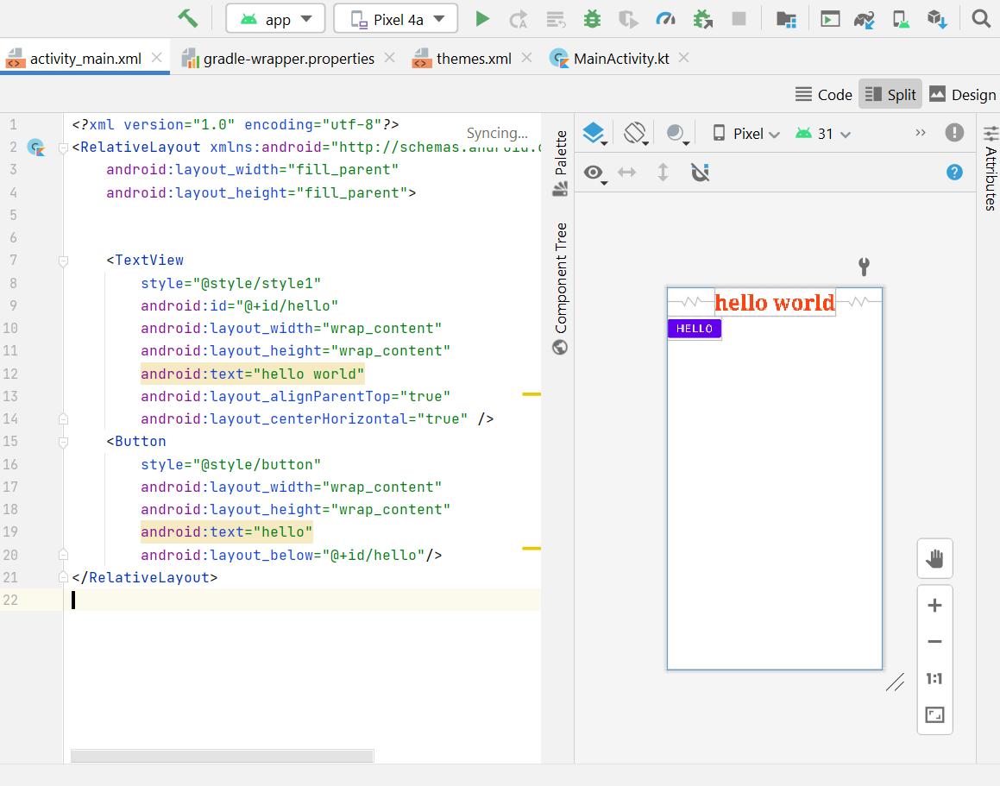 app Pixel 4a
activity_main.xml gradle-wrapper.properties themes.xml MainActivity.kt
Code Split Design
1 <?xml version="1.0" encoding="utf-8"?>
Syncing...
2 <RelativeLayout xmlns:android="http://schemas.android.c
3 android:layout_width="fill_parent"
4 android:layout_height="fill_parent">
5
6
7 <TextView
8 style="@style/style1"
9 android:id="@+id/hello"
10 android:layout_width="wrap_content"
11 android:layout_height="wrap_content"
12 android:text="hello world"
13 android:layout_alignParentTop="true"
14 android:layout_centerHorizontal="true" />
15 <Button
16 style="@style/button"
17 android:layout_width="wrap_content"
18 android:layout_height="wrap_content"
19 android:text="hello"
20 android:layout_below="@+id/hello"/>
21 </RelativeLayout>
22
Palette
Component Tree
Pixel 31
Attributes
hello world
HELLO
1:1